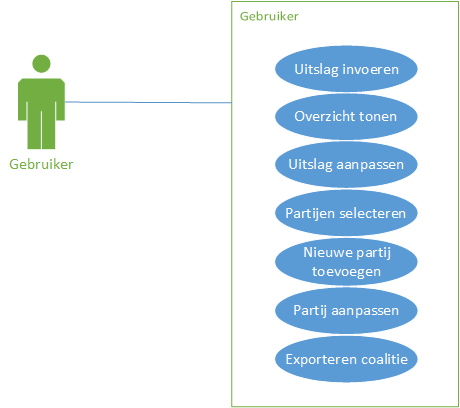 Gebruiker
Gebruiker
Uitslag invoeren
Overzicht tonen
Uitslag aanpassen
Partijen selecteren
Nieuwe partij
toevoegen
Partij aanpassen
Exporteren coalitie